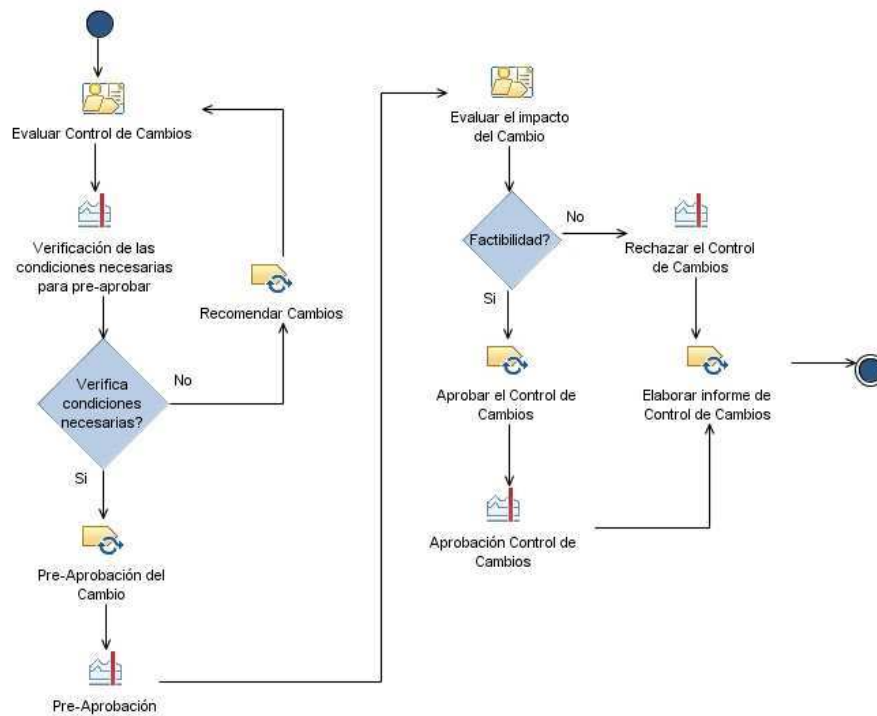 Evaluar Control de Cambios
Verificación de las
condiciones necesarias
para pre-aprobar
Recomendar Cambios
Verifica
condiciones
necesarias?
No
Si
Pre-Aprobación del
Cambio
Pre-Aprobación
Evaluar el impacto
del Cambio
Factibilidad?
No
Rechazar el Control
de Cambios
Si
Aprobar el Control de
Cambios
Elaborar informe de
Control de Cambios
Aprobación Control de
Cambios